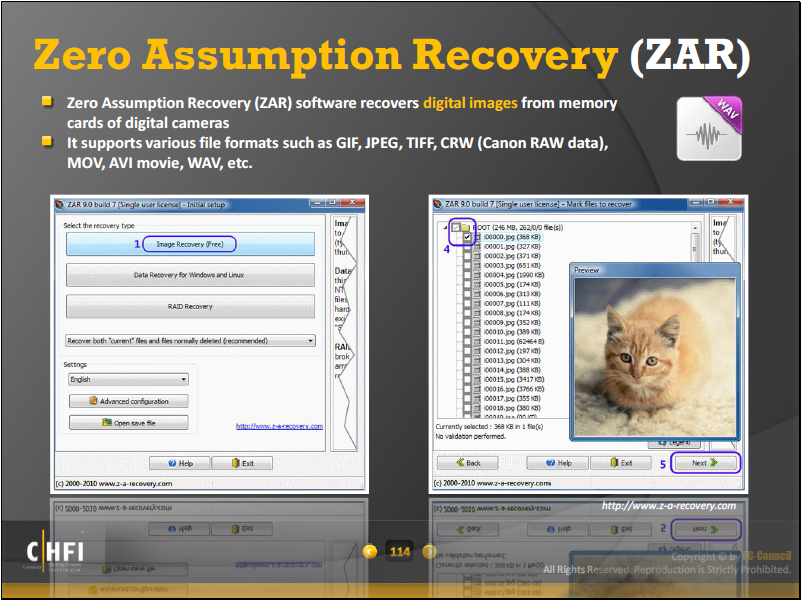 Zero Assumption Recovery (ZAR)
Zero Assumption Recovery (ZAR) software recovers digital images from memory
cards of digital cameras
It supports various file formats such as GIF, JPEG, TIFF, CRW (Canon RAW data),
MOV, AVI movie, WAV, etc.
WAV
ZAR 9.0 build 7 [Single user license] - Initial setup
Select the recovery type
1 Image Recovery (Free)
Data Recovery for Windows and Linux
RAID Recovery
Recover both "current" files and files normally deleted (recommended)
Settings
English
Advanced configuration
Open save file
http://www.z-a-recovery.com
Help
Exit
(c) 2000-2010 www.z-a-recovery.com
ZAR 9.0 build 7 [Single user license] - Mark files to recover
ROOT (246 MB, 262/0/0 file(s))
4
i00000.jpg (368 KB)
i00001.jpg (327 KB)
i00002.jpg (371 KB)
i00003.jpg (651 KB)
i00004.jpg (1990 KB)
i00005.jpg (174 KB)
i00006.jpg (313 KB)
i00007.jpg (111 KB)
i00008.jpg (174 KB)
i00009.jpg (352 KB)
i00010.jpg (389 KB)
i00011.jpg (62464 B)
i00012.jpg (197 KB)
i00013.jpg (304 KB)
i00014.jpg (388 KB)
i00015.jpg (3417 KB)
i00016.jpg (3766 KB)
i00017.jpg (355 KB)
i00018.jpg (380 KB)
Preview
Currently selected : 368 KB in 1 file(s)
No validation performed.
Legend
Back
Help
Exit
5 Next
(c) 2000-2010 www.z-a-recovery.com
http://www.z-a-recovery.com
CHFI
114
Copyright © by EC-Council
All Rights Reserved. Reproduction is Strictly Prohibited.